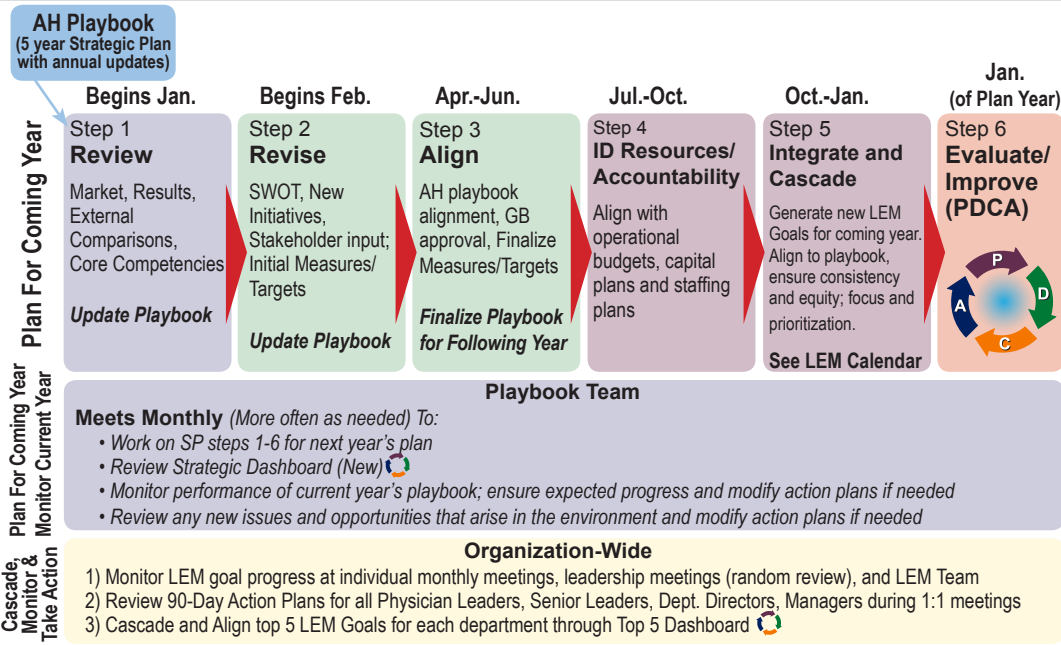 AH Playbook
(5 year Strategic Plan
with annual updates)
Begins Jan.
Begins Feb.
Apr.-Jun.
Jul.-Oct.
Oct.-Jan.
Jan.
(of Plan Year)
Plan For Coming Year
Step 1
Review
Market, Results,
External
Comparisons,
Core Competencies
Update Playbook
Step 2
Revise
SWOT, New
Initiatives,
Stakeholder input;
Initial Measures/
Targets
Update Playbook
Step 3
Align
AH playbook
alignment, GB
approval, Finalize
Measures/Targets
Finalize Playbook
for Following Year
Step 4
ID Resources/
Accountability
Align with
operational
budgets, capital
plans and staffing
plans
Step 5
Integrate and
Cascade
Generate new LEM
Goals for coming year.
Align to playbook,
ensure consistency
and equity; focus and
prioritization.
See LEM Calendar
Step 6
Evaluate/
Improve
(PDCA)
P
D
C
A
Plan For Coming Year
Monitor Current Year
Playbook Team
Meets Monthly (More often as needed) To:
• Work on SP steps 1-6 for next year's plan
• Review Strategic Dashboard (New)
• Monitor performance of current year's playbook; ensure expected progress and modify action plans if needed
• Review any new issues and opportunities that arise in the environment and modify action plans if needed
Cascade,
Monitor &
Take Action
Organization-Wide
1) Monitor LEM goal progress at individual monthly meetings, leadership meetings (random review), and LEM Team
2) Review 90-Day Action Plans for all Physician Leaders, Senior Leaders, Dept. Directors, Managers during 1:1 meetings
3) Cascade and Align top 5 LEM Goals for each department through Top 5 Dashboard